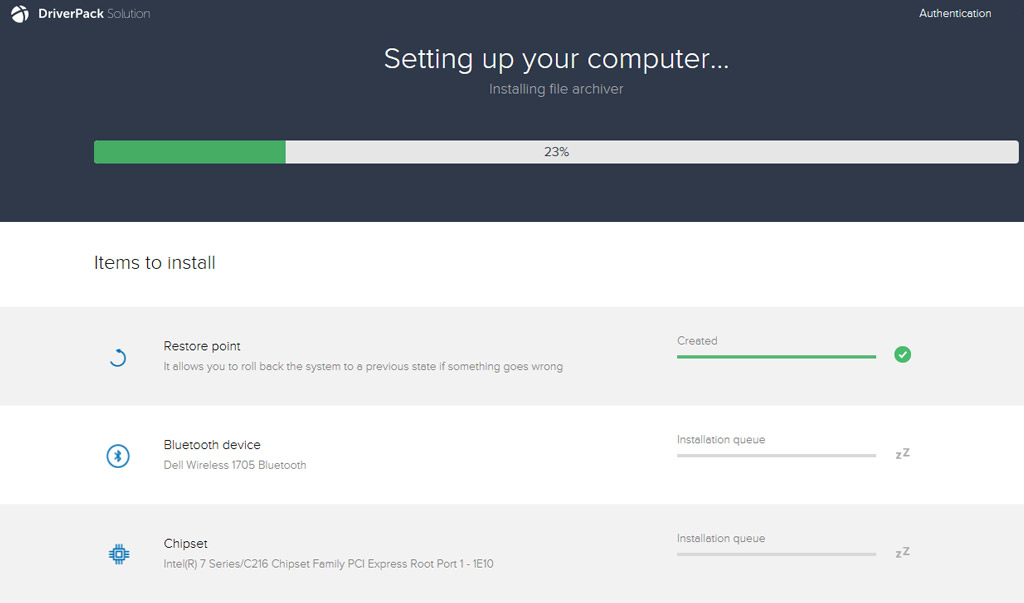 DriverPack Solution
Authentication
Setting up your computer...
Installing file archiver
23%
Items to install
Restore point
It allows you to roll back the system to a previous state if something goes wrong
Created
Bluetooth device
Dell Wireless 1705 Bluetooth
Installation queue
zZ
Chipset
Intel(R) 7 Series/C216 Chipset Family PCI Express Root Port 1 - 1E10
Installation queue
zZ